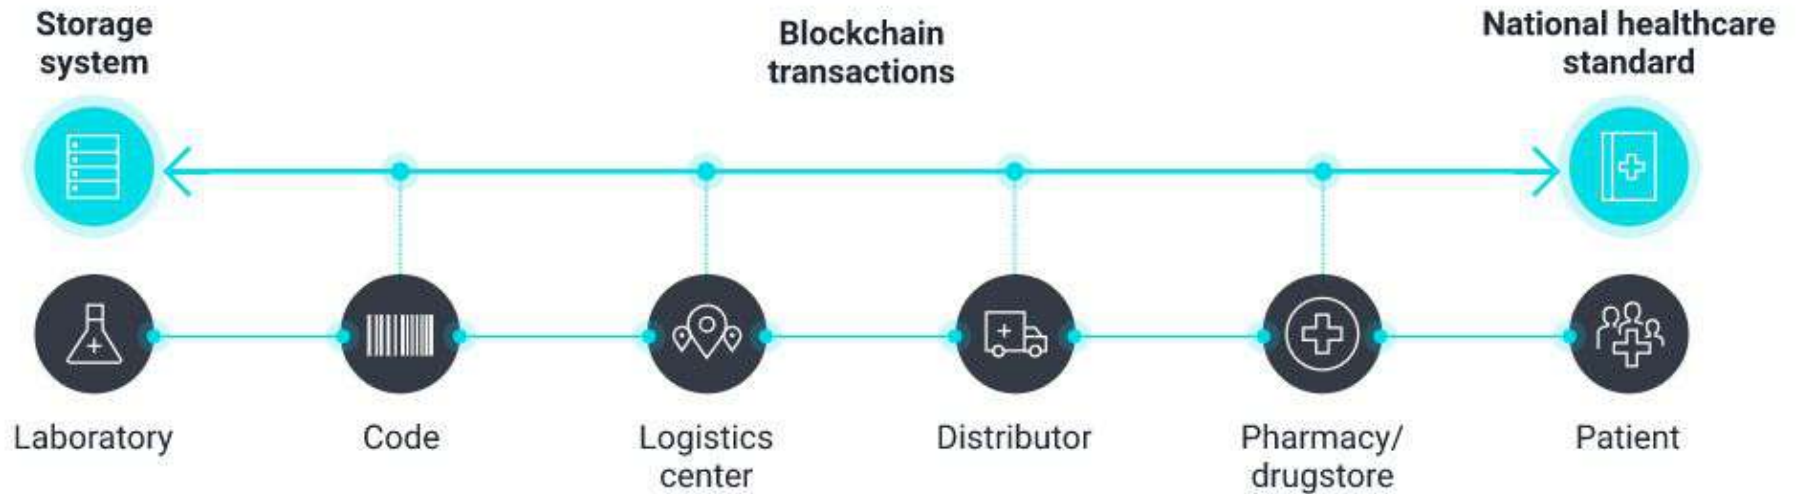 Storage
system
Blockchain
transactions
National healthcare
standard
Laboratory
Code
Logistics
center
Distributor
Pharmacy/
drugstore
Patient